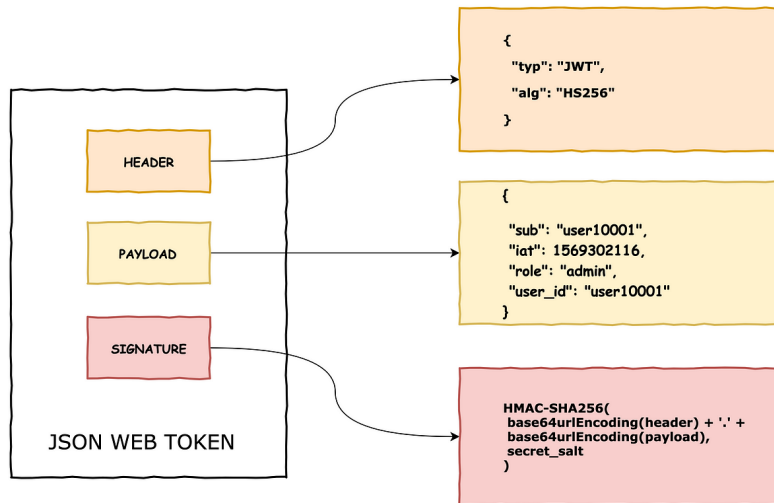 HEADER
PAYLOAD
SIGNATURE
JSON WEB TOKEN
{
"typ": "JWT",
"alg": "HS256"
}
{
"sub": "user10001",
"iat": 1569302116,
"role": "admin",
"user_id": "user10001"
}
HMAC-SHA256(
base64urlEncoding(header) + '.' +
base64urlEncoding(payload),
secret_salt
)